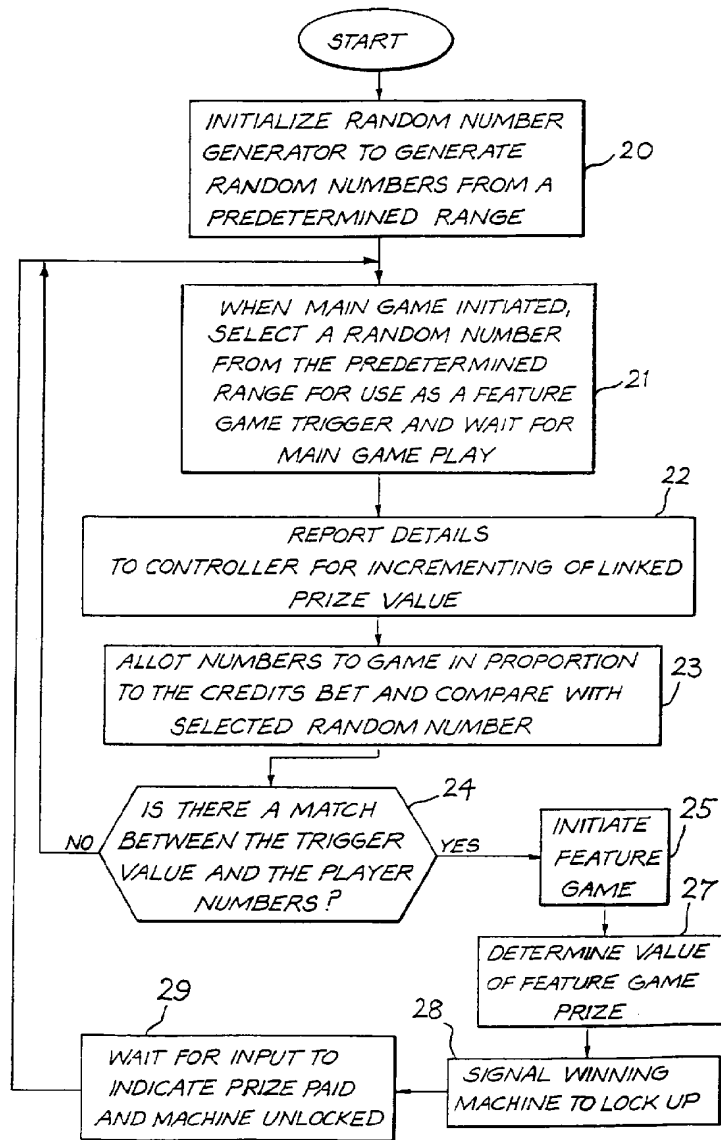 START
INITIALIZE RANDOM NUMBER
GENERATOR TO GENERATE
RANDOM NUMBERS FROM A
PREDETERMINED RANGE
20
WHEN MAIN GAME INITIATED,
SELECT A RANDOM NUMBER
FROM THE PREDETERMINED
RANGE FOR USE AS A FEATURE
GAME TRIGGER AND WAIT FOR
MAIN GAME PLAY
21
22
REPORT DETAILS
TO CONTROLLER FOR INCREMENTING OF LINKED
PRIZE VALUE
ALLOT NUMBERS TO GAME IN PROPORTION
TO THE CREDITS BET AND COMPARE WITH
SELECTED RANDOM NUMBER
23
24
IS THERE A MATCH
BETWEEN THE TRIGGER
VALUE AND THE PLAYER
NUMBERS?
NO
YES
INITIATE
FEATURE
GAME
25
27
DETERMINE VALUE
OF FEATURE GAME
PRIZE
28
SIGNAL WINNING
MACHINE TO LOCK UP
29
WAIT FOR INPUT TO
INDICATE PRIZE PAID
AND MACHINE UNLOCKED